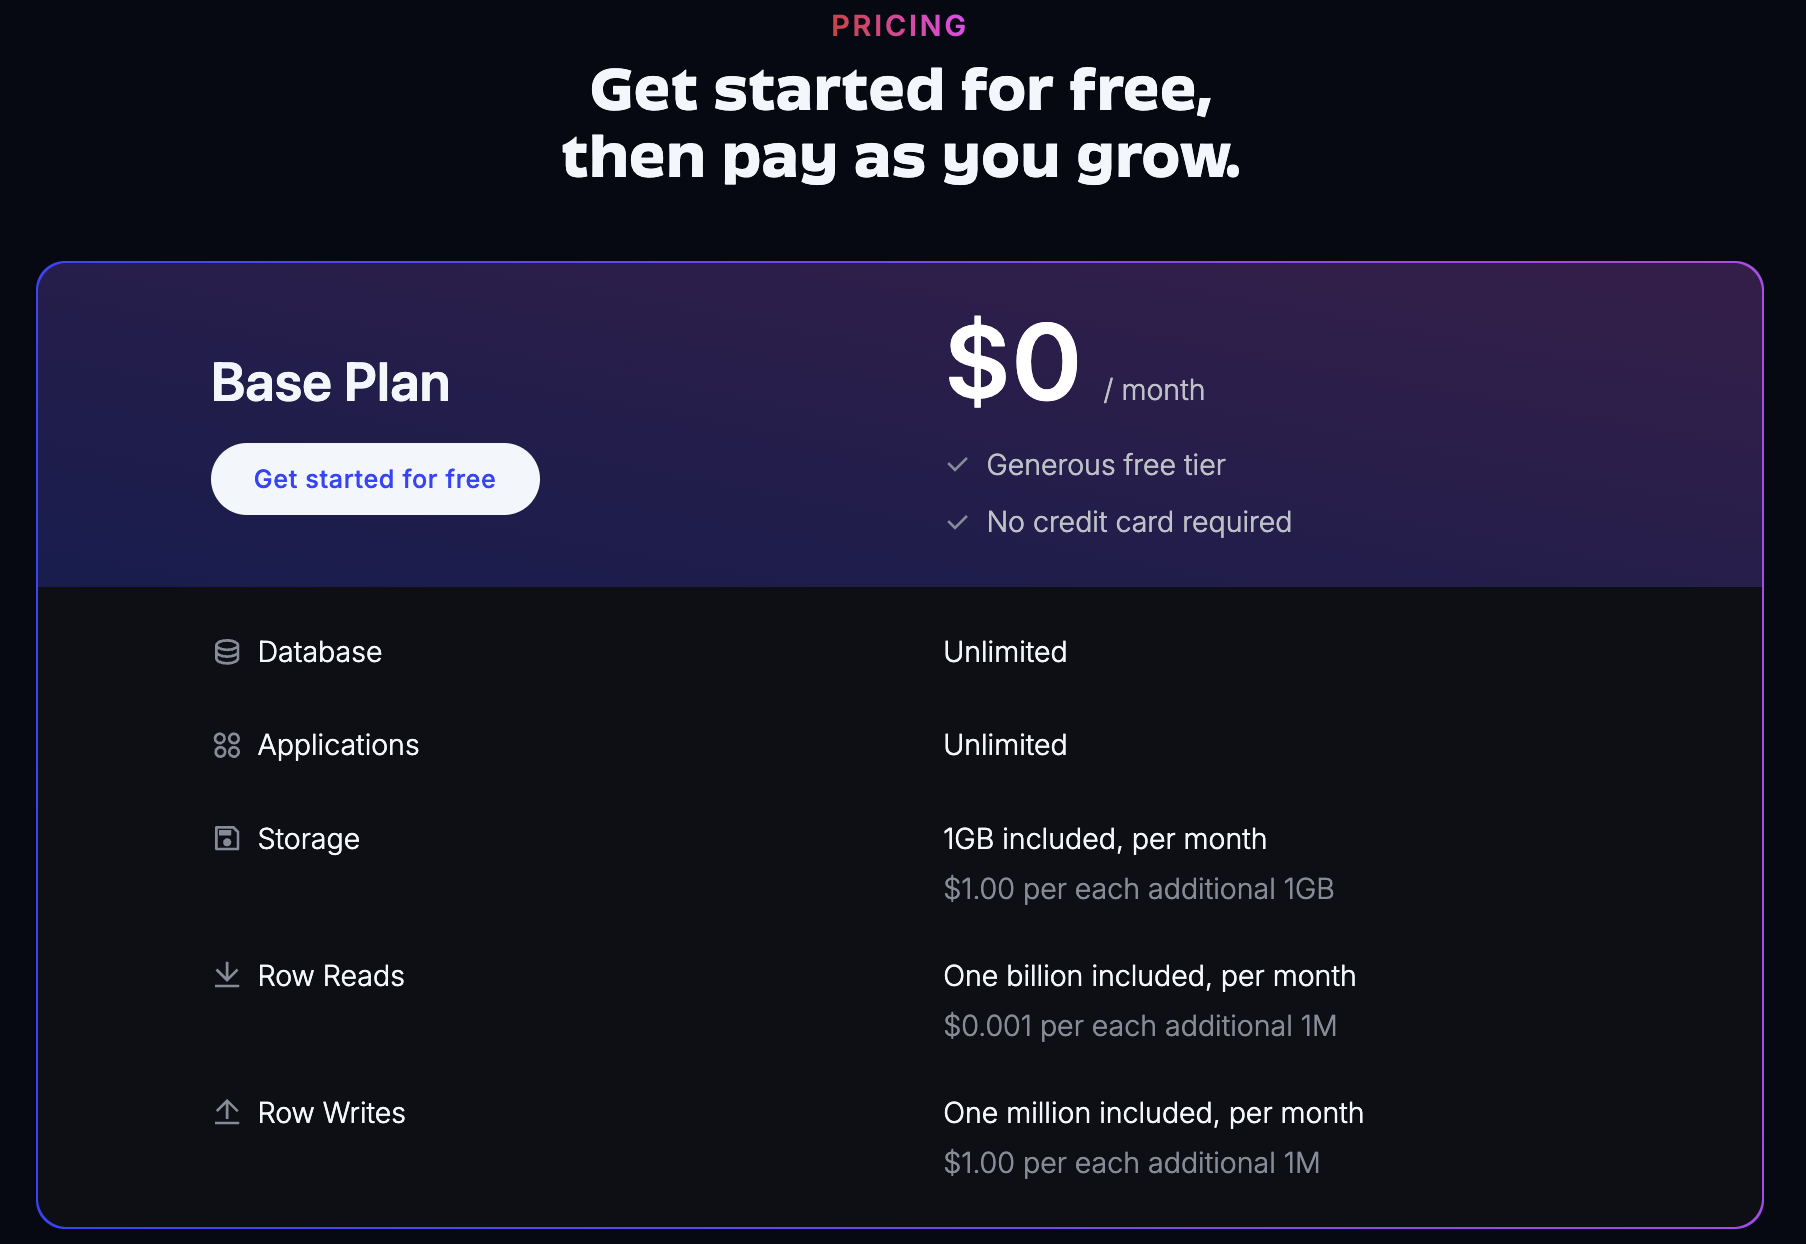 PRICING
Get started for free,
then pay as you grow.
Base Plan
Get started for free
$0 / month
Generous free tier
No credit card required
Database
Unlimited
Applications
Unlimited
Storage
1GB included, per month
$1.00 per each additional 1GB
Row Reads
One billion included, per month
$0.001 per each additional 1M
Row Writes
One million included, per month
$1.00 per each additional 1M